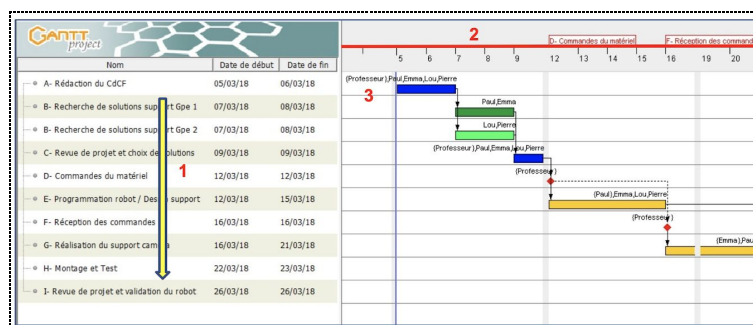 GANTT
project
2
D- Commandes du matériel F- Réception des command
5 6 7 8 9 12 13 14 15 16 19 20
Nom Date de début Date de fin
A- Rédaction du CdCF 05/03/18 06/03/18
(Professeur),Paul,Emma,Lou,Pierre
3
B- Recherche de solutions support Gpe 1 07/03/18 08/03/18
Paul,Emma
B- Recherche de solutions support Gpe 2 07/03/18 08/03/18
Lou,Pierre
C- Revue de projet et choix de solutions 09/03/18 09/03/18
(Professeur),Paul,Emma,Lou,Pierre
1
D- Commandes du matériel 12/03/18 12/03/18
(Professeur)
E- Programmation robot / Design support 12/03/18 15/03/18
(Paul),Emma,Lou,Pierre
F- Réception des commandes 16/03/18 16/03/18
(Professeur)
G- Réalisation du support caméra 16/03/18 21/03/18
(Emma),Pau
H- Montage et Test 22/03/18 23/03/18
I- Revue de projet et validation du robot 26/03/18 26/03/18